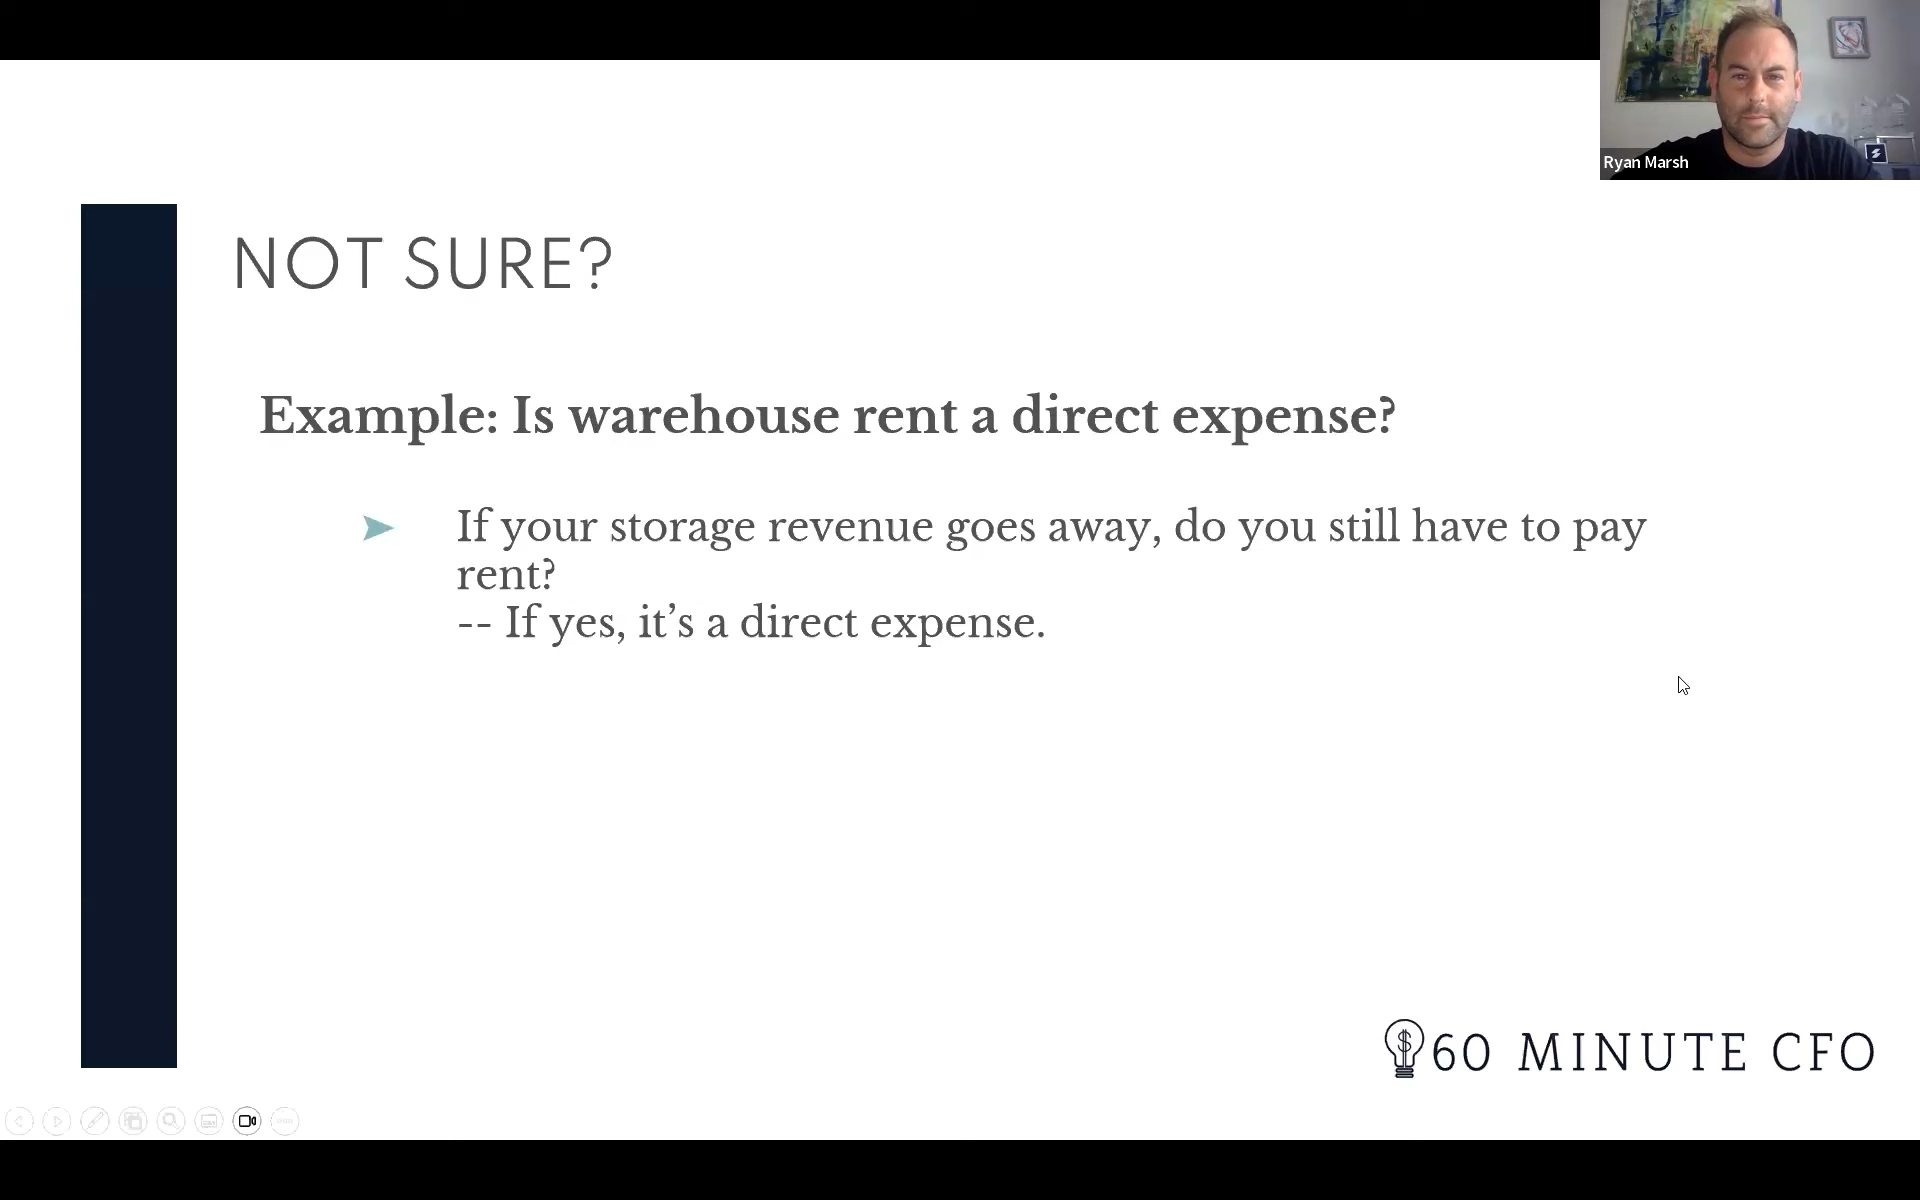 Ryan Marsh
NOT SURE?
Example: Is warehouse rent a direct expense?
If your storage revenue goes away, do you still have to pay
rent?
-- If yes, it’s a direct expense.
60 MINUTE CFO